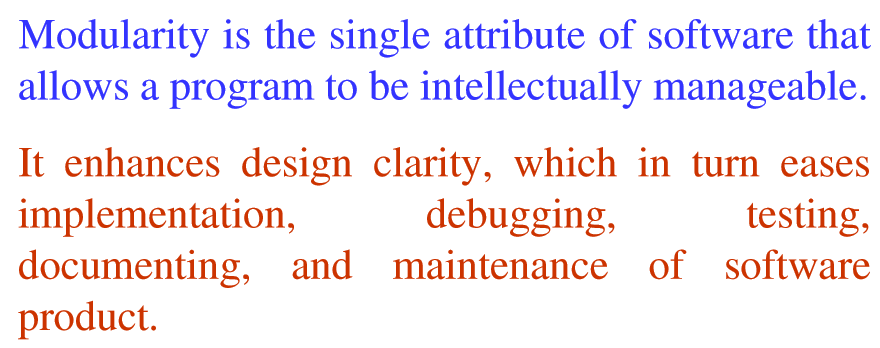 Modularity is the single attribute of software that
allows a program to be intellectually manageable.
It enhances design clarity, which in turn eases
implementation, debugging, testing,
documenting, and maintenance of software
product.